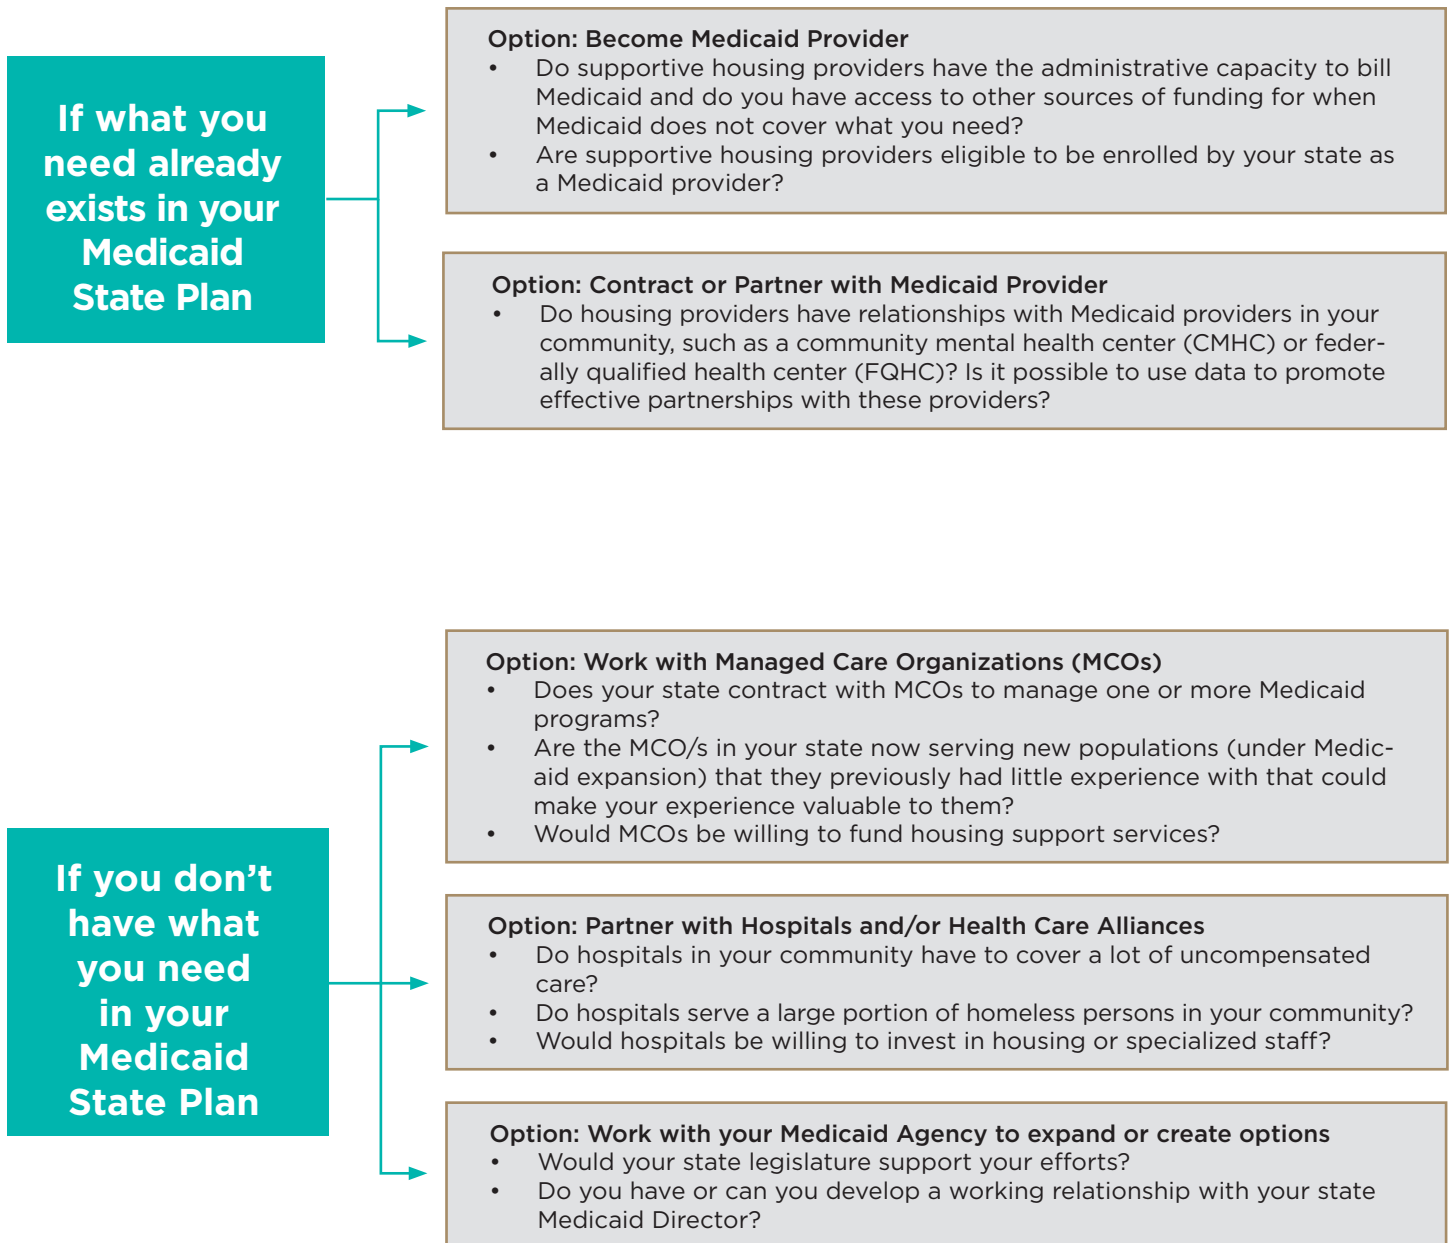 If what you
need already
exists in your
Medicaid
State Plan
Option: Become Medicaid Provider
• Do supportive housing providers have the administrative capacity to bill
Medicaid and do you have access to other sources of funding for when
Medicaid does not cover what you need?
• Are supportive housing providers eligible to be enrolled by your state as
a Medicaid provider?
Option: Contract or Partner with Medicaid Provider
• Do housing providers have relationships with Medicaid providers in your
community, such as a community mental health center (CMHC) or feder-
ally qualified health center (FQHC)? Is it possible to use data to promote
effective partnerships with these providers?
If you don’t
have what
you need
in your
Medicaid
State Plan
Option: Work with Managed Care Organizations (MCOs)
• Does your state contract with MCOs to manage one or more Medicaid
programs?
• Are the MCO/s in your state now serving new populations (under Medic-
aid expansion) that they previously had little experience with that could
make your experience valuable to them?
• Would MCOs be willing to fund housing support services?
Option: Partner with Hospitals and/or Health Care Alliances
• Do hospitals in your community have to cover a lot of uncompensated
care?
• Do hospitals serve a large portion of homeless persons in your community?
• Would hospitals be willing to invest in housing or specialized staff?
Option: Work with your Medicaid Agency to expand or create options
• Would your state legislature support your efforts?
• Do you have or can you develop a working relationship with your state
Medicaid Director?